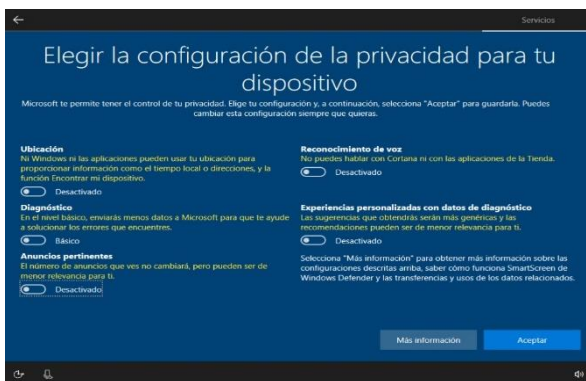 Servicios
Elegir la configuración de la privacidad para tu
dispositivo
Microsoft te permite tener el control de tu privacidad. Elige tu configuración y, a continuación, selecciona "Aceptar" para guardarla. Puedes
cambiar esta configuración siempre que quieras.
Ubicación
Ni Windows ni las aplicaciones pueden usar tu ubicación para
proporcionar información como el tiempo local o direcciones, y la
función Encontrar mi dispositivo.
Desactivado
Diagnóstico
En el nivel básico, enviarás menos datos a Microsoft para que te ayude
a solucionar los errores que encuentres.
Básico
Anuncios pertinentes
El número de anuncios que ves no cambiará, pero pueden ser de
menor relevancia para ti.
Desactivado
Reconocimiento de voz
No puedes hablar con Cortana ni con las aplicaciones de la Tienda.
Desactivado
Experiencias personalizadas con datos de diagnóstico
Las sugerencias que obtendrás serán más genéricas y las
recomendaciones pueden ser de menor relevancia para ti.
Desactivado
Selecciona "Más información" para obtener más información sobre las
configuraciones descritas arriba, saber cómo funciona SmartScreen de
Windows Defender y las transferencias y usos de los datos relacionados.
Más información
Aceptar